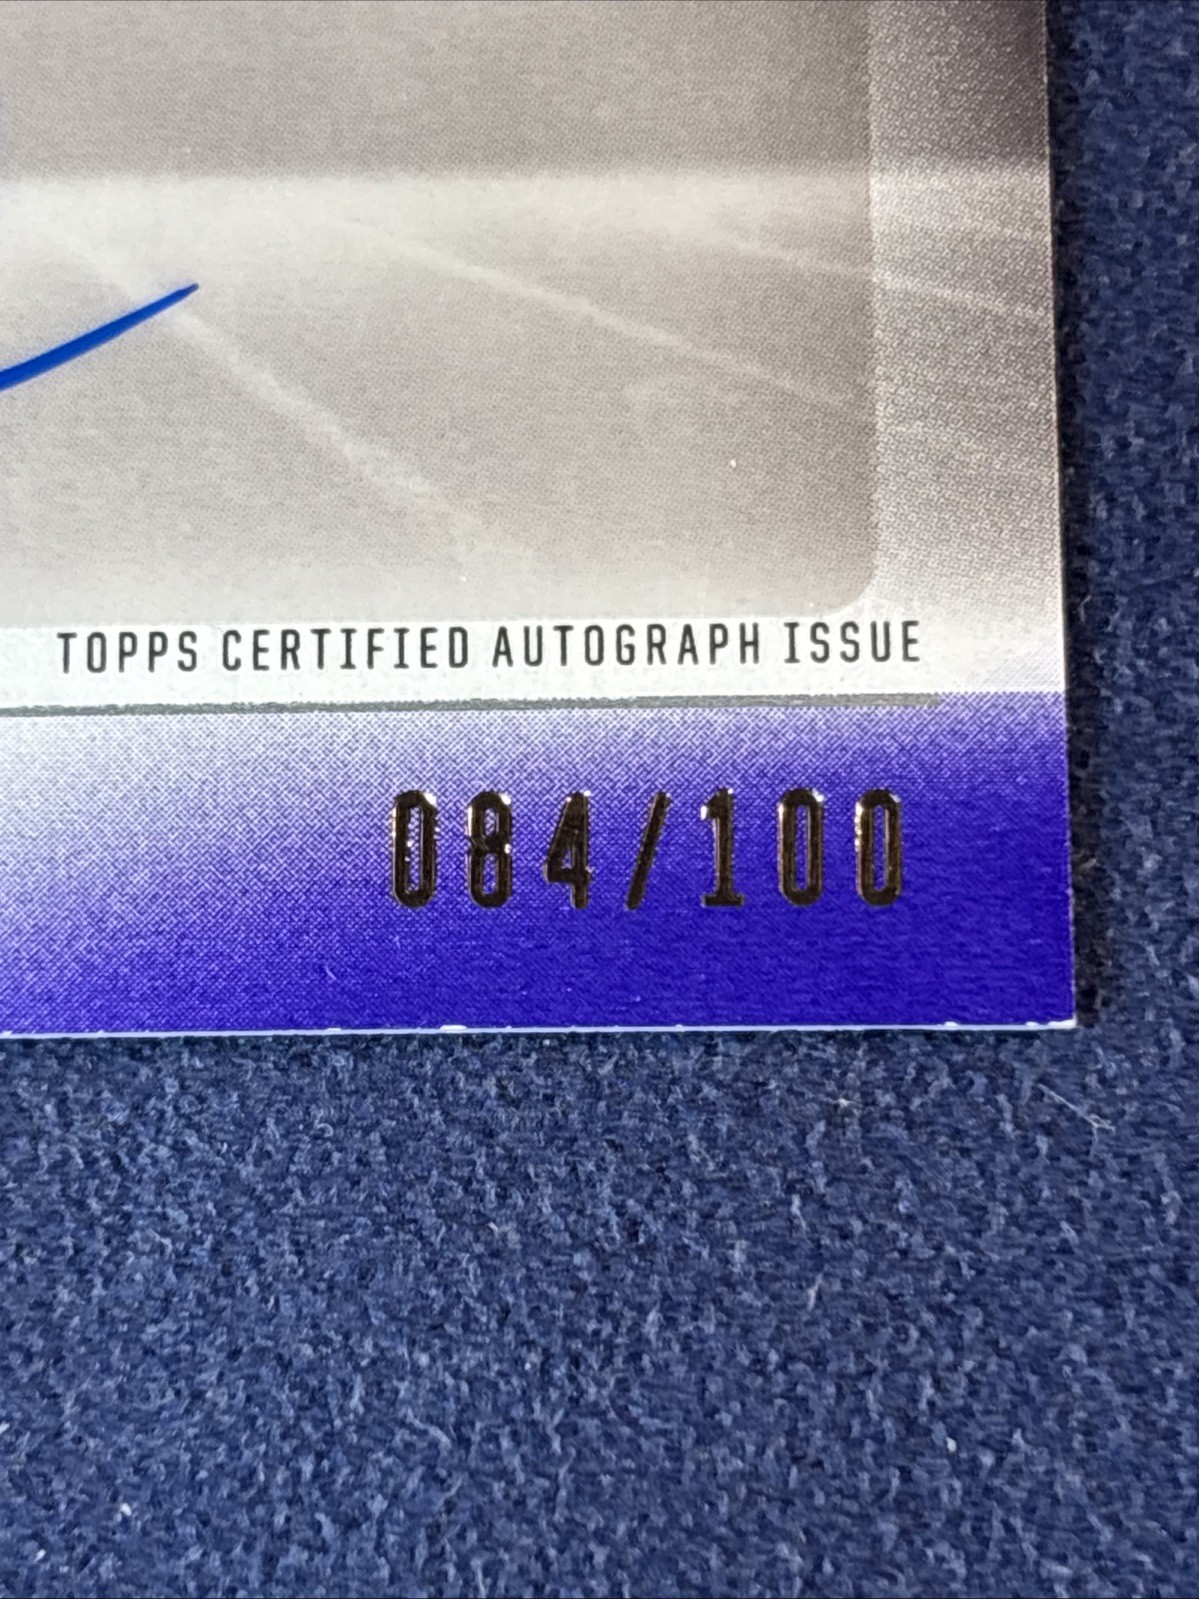 TOPPS CERTIFIED AUTOGRAPH ISSUE
084/100